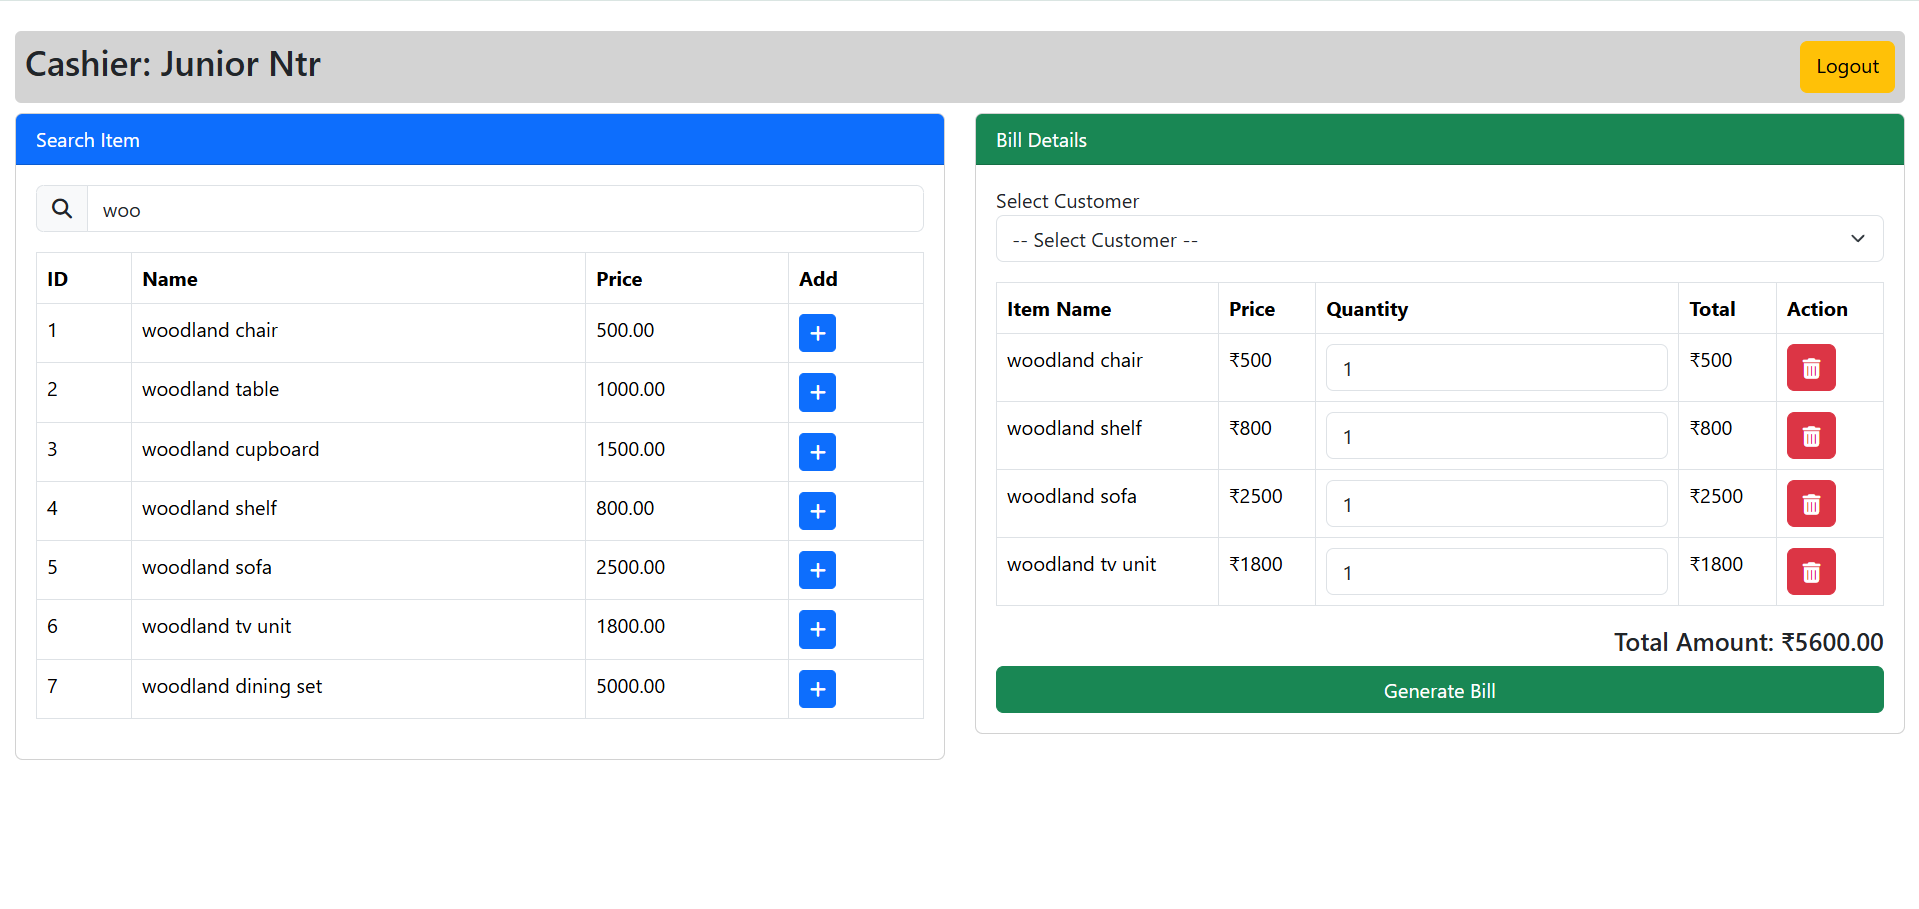 Cashier: Junior Ntr
Logout
Search Item
woo
ID Name Price Add
1 woodland chair 500.00 +
2 woodland table 1000.00 +
3 woodland cupboard 1500.00 +
4 woodland shelf 800.00 +
5 woodland sofa 2500.00 +
6 woodland tv unit 1800.00 +
7 woodland dining set 5000.00 +
Bill Details
Select Customer
-- Select Customer --
Item Name Price Quantity Total Action
woodland chair ₹500 1 ₹500
woodland shelf ₹800 1 ₹800
woodland sofa ₹2500 1 ₹2500
woodland tv unit ₹1800 1 ₹1800
Total Amount: ₹5600.00
Generate Bill